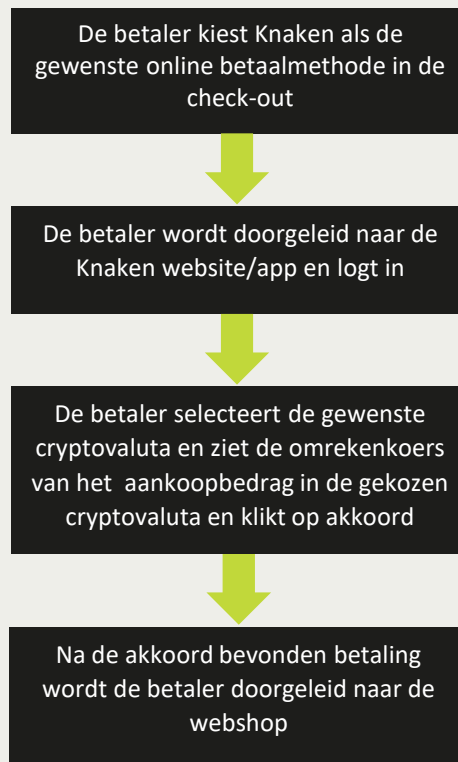 De betaler kiest Knaken als de
gewenste online betaalmethode in de
check-out
De betaler wordt doorgeleid naar de
Knaken website/app en logt in
De betaler selecteert de gewenste
cryptovaluta en ziet de omrekenkoers
van het aankoopbedrag in de gekozen
cryptovaluta en klikt op akkoord
Na de akkoord bevonden betaling
wordt de betaler doorgeleid naar de
webshop